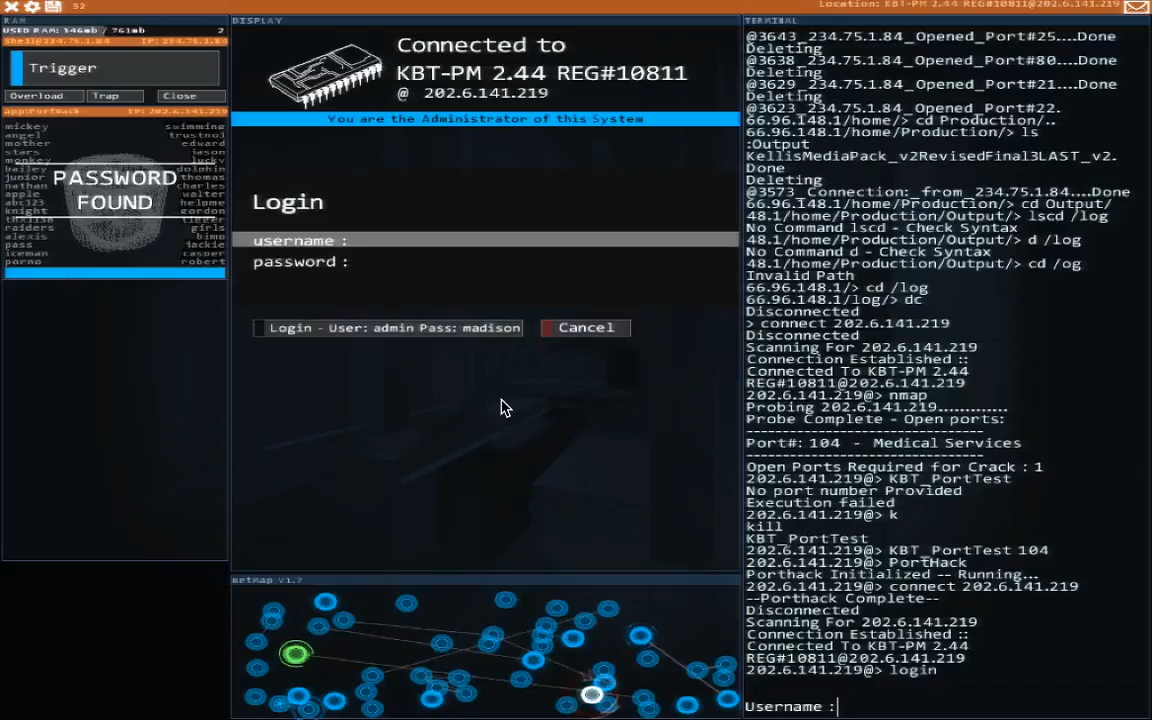 32
Location: KBT-PM 2.44 REG#10811@202.6.141.219
RAM
USED RAM: 346mb / 761mb
2
Shell@234.75.1.84 IP: 234.75.1.84
Trigger
Overload
Trap
Close
app:PortHack IP: 202.6.141.219
mickey swimming
angel trustno1
mother edward
stars jason
monkey lucky
bailey dolphin
junior thomas
nathan charles
apple walter
abc123 helpme
knight gordon
thx1138 tigger
raiders girls
alexis bimo
pass jackie
iceman casper
porno robert
PASSWORD
FOUND
DISPLAY
Connected to
KBT-PM 2.44 REG#10811
@ 202.6.141.219
You are the Administrator of this System
Login
username :
password :
Login - User: admin Pass: madison
Cancel
netMap v1.7
TERMINAL
@3643_234.75.1.84_Opened_Port#25....Done
Deleting
@3638_234.75.1.84_Opened_Port#80....Done
Deleting
@3629_234.75.1.84_Opened_Port#21....Done
Deleting
@3623_234.75.1.84_Opened_Port#22.
66.96.148.1/home/> cd Production/..
66.96.148.1/home/Production/> ls
:Output
KellisMediaPack_v2RevisedFinal3LAST_v2.
Done
Deleting
@3573_Connection:_from_234.75.1.84....Done
66.96.148.1/home/Production/> cd Output/
48.1/home/Production/Output/> lscd /log
No Command lscd - Check Syntax
48.1/home/Production/Output/> d /log
No Command d - Check Syntax
48.1/home/Production/Output/> cd /og
Invalid Path
66.96.148.1/> cd /log
66.96.148.1/log/> dc
Disconnected
> connect 202.6.141.219
Disconnected
Scanning For 202.6.141.219
Connection Established ::
Connected To KBT-PM 2.44
REG#10811@202.6.141.219
202.6.141.219@> nmap
Probing 202.6.141.219.............
Probe Complete - Open ports:
---------------------------------
Port#: 104 - Medical Services
---------------------------------
Open Ports Required for Crack : 1
202.6.141.219@> KBT_PortTest
No port number Provided
Execution failed
202.6.141.219@> k
kill
KBT_PortTest
202.6.141.219@> KBT_PortTest 104
202.6.141.219@> PortHack
Porthack Initialized -- Running...
202.6.141.219@> connect 202.6.141.219
--Porthack Complete--
Disconnected
Scanning For 202.6.141.219
Connection Established ::
Connected To KBT-PM 2.44
REG#10811@202.6.141.219
202.6.141.219@> login
Username :